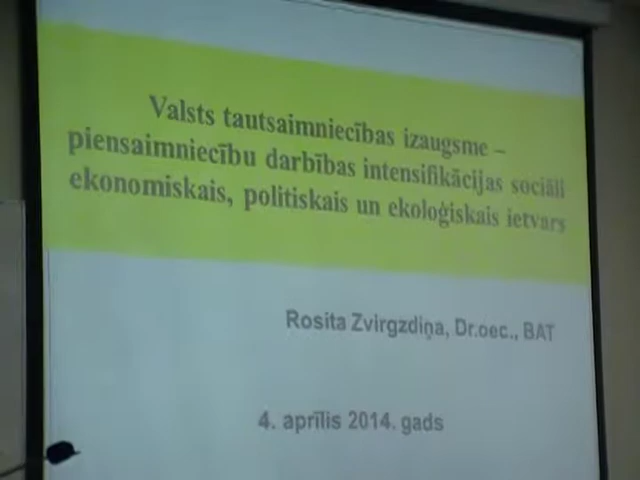 Valsts tautsaimniecības izaugsme –
piensaimniecību darbības intensifikācijas sociāli
ekonomiskais, politiskais un ekoloģiskais ietvars
Rosita Zvirgzdiņa, Dr.oec., BAT
4. aprīlis 2014. gads